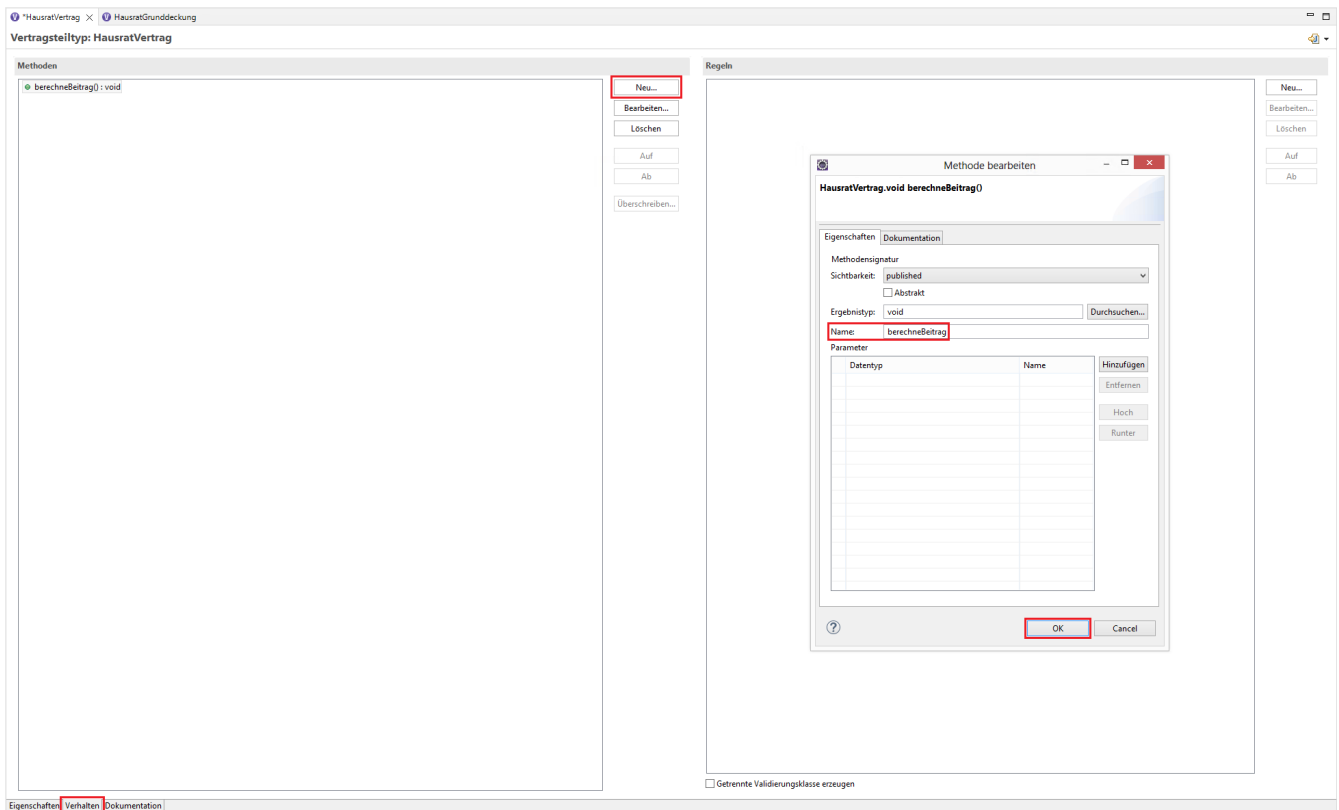 *HausratVertrag HausratGrunddeckung
Vertragsteiltyp: HausratVertrag
Methoden
berechneBeitrag() : void
Neu...
Bearbeiten...
Löschen
Auf
Ab
Überschreiben...
Regeln
Neu...
Bearbeiten...
Löschen
Auf
Ab
Methode bearbeiten
HausratVertrag.void berechneBeitrag()
Eigenschaften Dokumentation
Methodensignatur
Sichtbarkeit: published
Abstrakt
Ergebnistyp: void Durchsuchen...
Name: berechneBeitrag
Parameter
Datentyp Name
Hinzufügen
Entfernen
Hoch
Runter
OK Cancel
Getrennte Validierungsklasse erzeugen
Eigenschaften Verhalten Dokumentation